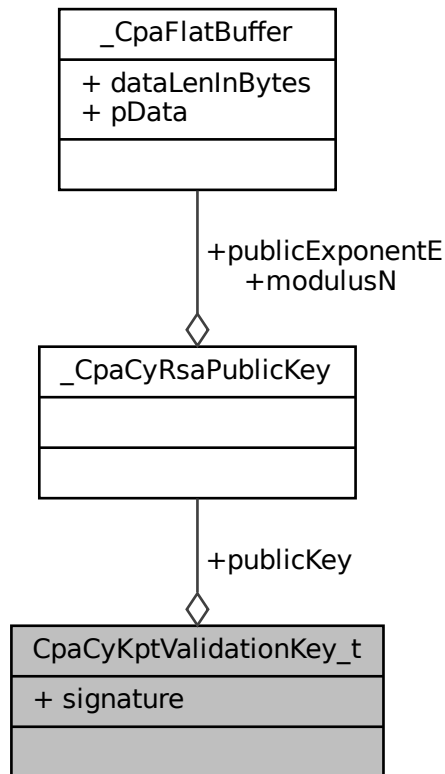 _CpaFlatBuffer
+ dataLenInBytes
+ pData
+publicExponentE
+modulusN
_CpaCyRsaPublicKey
+publicKey
CpaCyKptValidationKey_t
+ signature